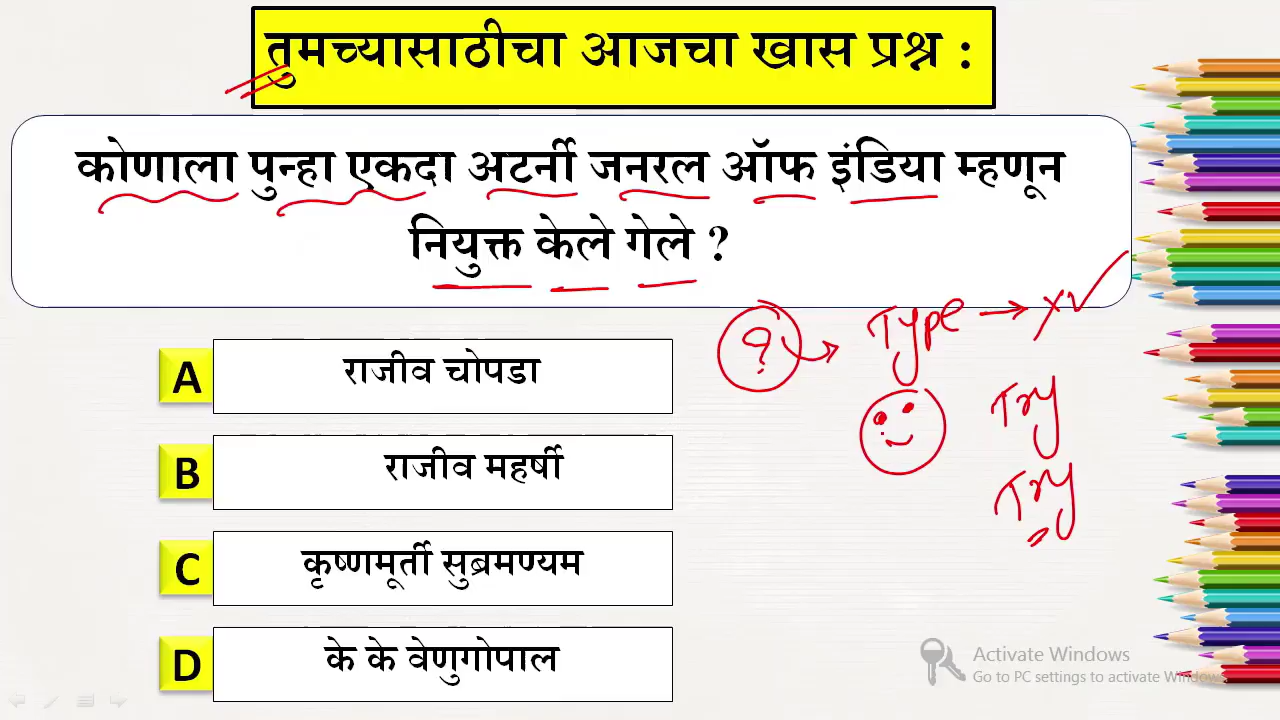 तुमच्यासाठीचा आजचा खास प्रश्न :
कोणाला पुन्हा एकदा अटर्नी जनरल ऑफ इंडिया म्हणून
नियुक्त केले गेले ?
? Type → × ✓
A राजीव चोपडा
Try
B राजीव महर्षी
Try
C कृष्णमूर्ती सुब्रमण्यम
D के के वेणुगोपाल
Activate Windows
Go to PC settings to activate Windows